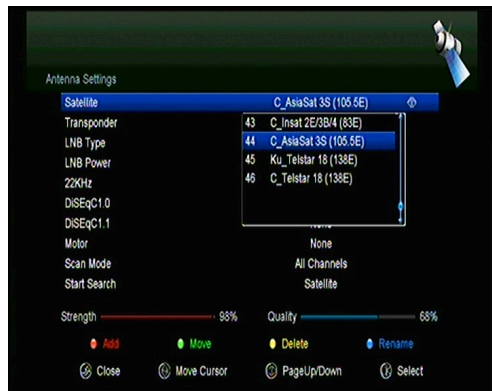 Antenna Settings
Satellite C_AsiaSat 3S (105.5E)
Transponder
LNB Type
LNB Power
22KHz
DiSEqC1.0
DiSEqC1.1
Motor None
Scan Mode All Channels
Start Search Satellite
43 C_Insat 2E/3B/4 (83E)
44 C_AsiaSat 3S (105.5E)
45 Ku_Telstar 18 (138E)
46 C_Telstar 18 (138E)
Strength 98% Quality 68%
Add Move Delete Rename
Close Move Cursor PageUp/Down Select